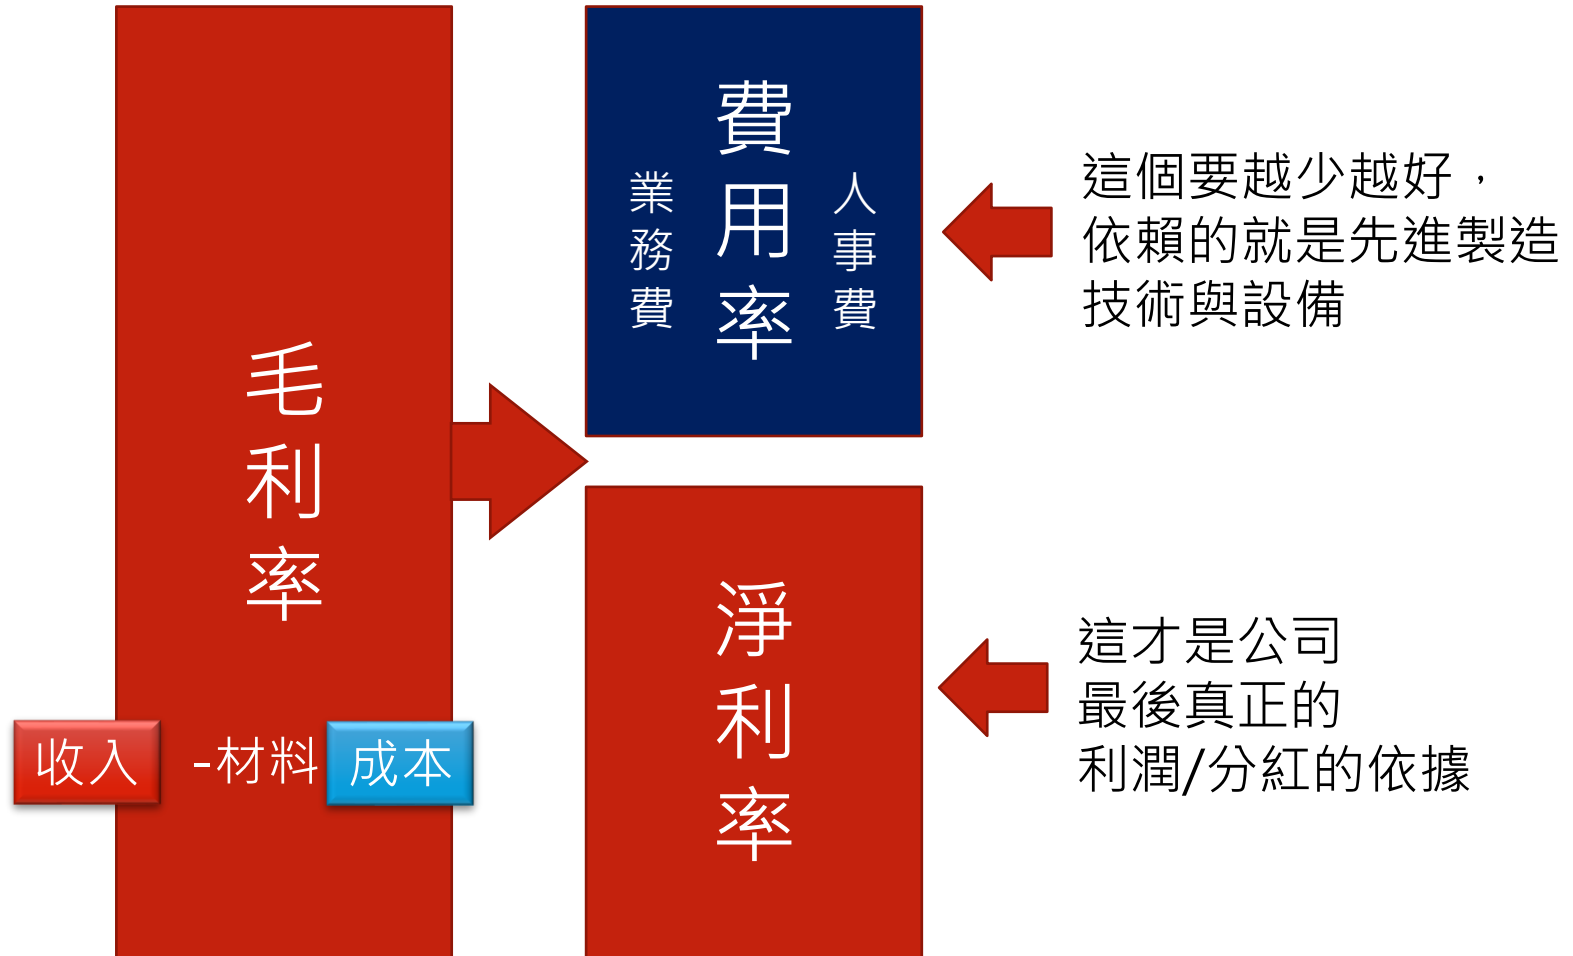 毛利率
收入
-材料
成本
費用率
業務費
人事費
淨利率
這個要越少越好，
依賴的就是先進製造
技術與設備
這才是公司
最後真正的
利潤/分紅的依據